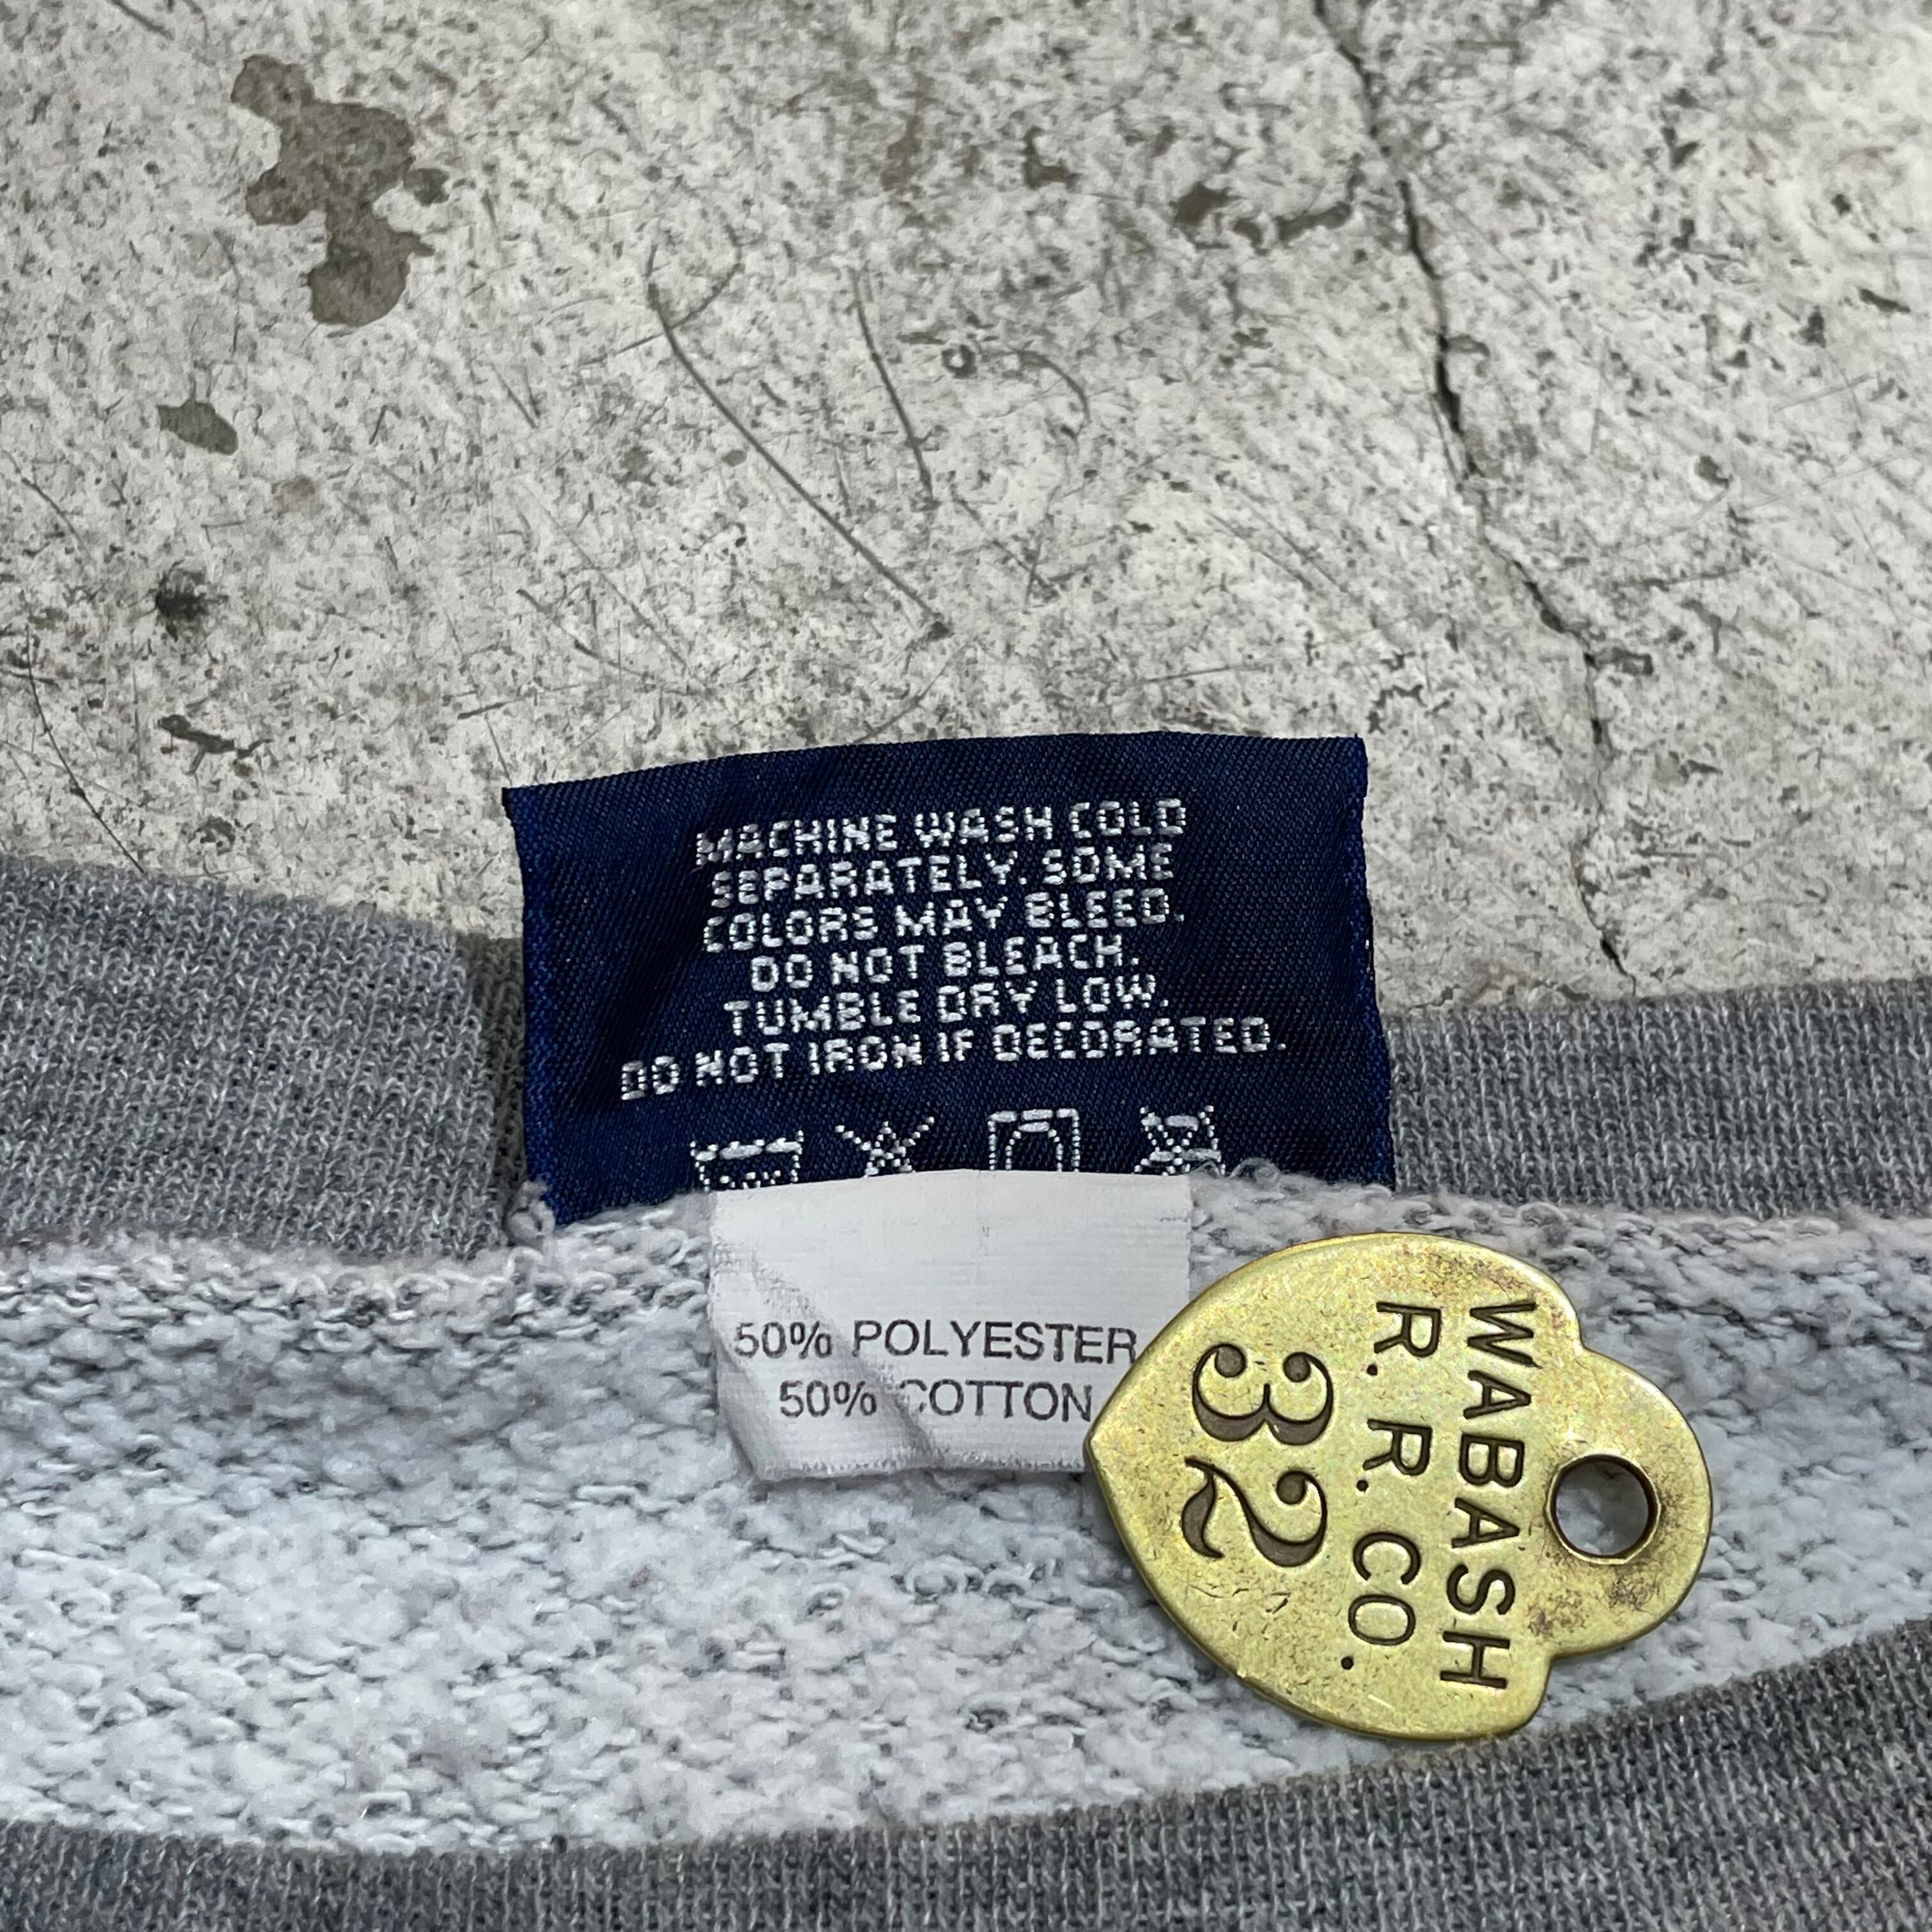 MACHINE WASH COLD
SEPARATELY. SOME
COLORS MAY BLEED.
DO NOT BLEACH.
TUMBLE DRY LOW.
DO NOT IRON IF DECORATED.
50% POLYESTER
50% COTTON
WABASH
R. R. CO.
32